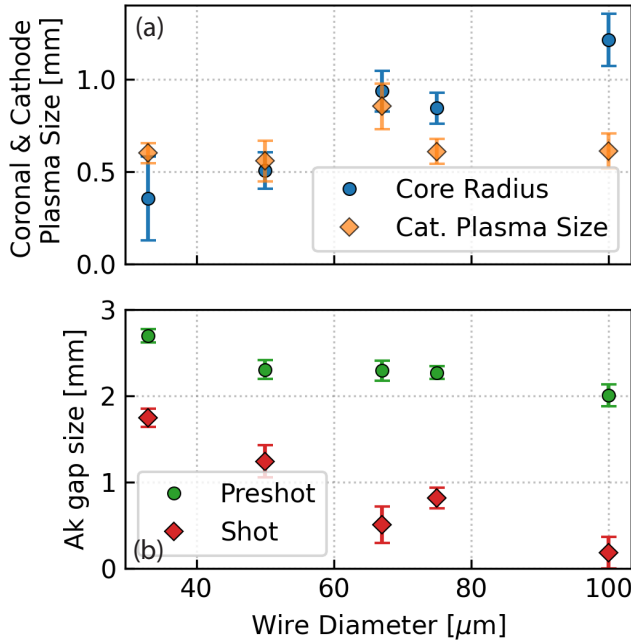 (a)
Coronal & Cathode
Plasma Size [mm]
1.0
0.5
0.0
Core Radius
Cat. Plasma Size
Ak gap size [mm]
3
2
1
0
Preshot
Shot
(b)
40 60 80 100
Wire Diameter [μm]